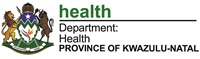 health
Department:
Health
PROVINCE OF KWAZULU-NATAL